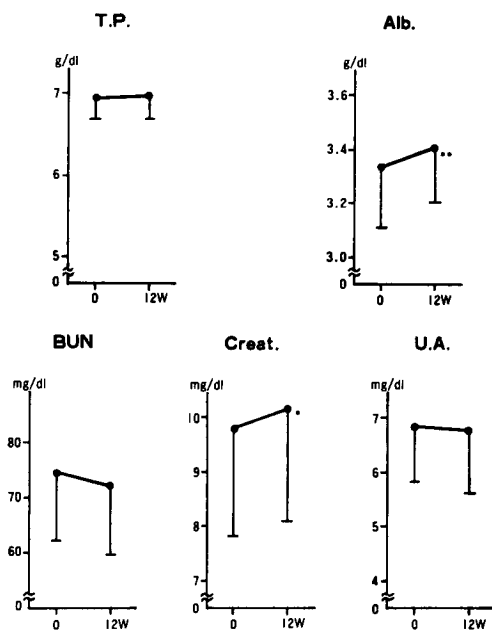 T.P.
g/dl
7
6
5
0
0 12W
Alb.
g/dl
3.6
3.4
3.2
3.0
0
0 12W
BUN
mg/dl
80
70
60
0
0 12W
Creat.
mg/dl
10
9
8
7
0
0 12W
U.A.
mg/dl
7
6
5
4
0
0 12W